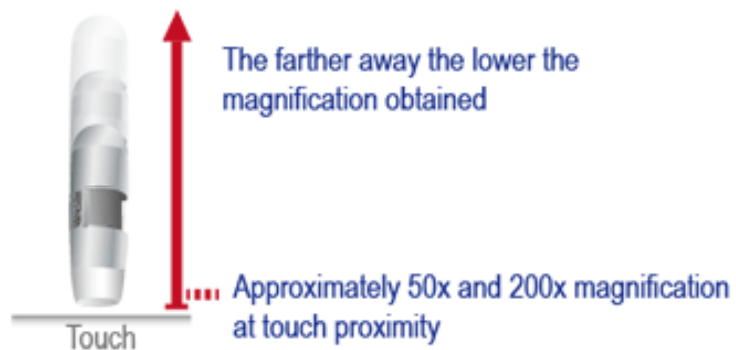 The farther away the lower the
magnification obtained
Approximately 50x and 200x magnification
at touch proximity
Touch